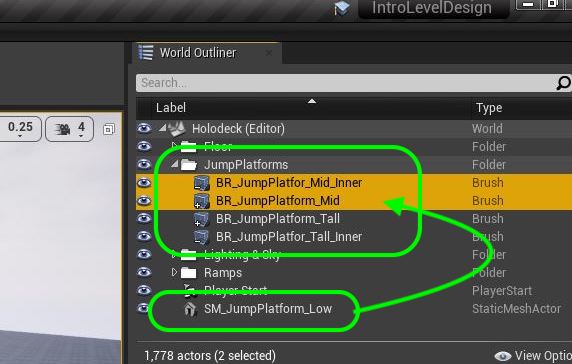 IntroLevelDesign
World Outliner
0.25 4
Search...
Label Type
Holodeck (Editor) World
Floor Folder
JumpPlatforms Folder
BR_JumpPlatfor_Mid_Inner Brush
BR_JumpPlatform_Mid Brush
BR_JumpPlatform_Tall Brush
BR_JumpPlatfor_Tall_Inner Brush
Lighting & Sky Folder
Ramps Folder
Player Start PlayerStart
SM_JumpPlatform_Low StaticMeshActor
1,778 actors (2 selected) View Optio